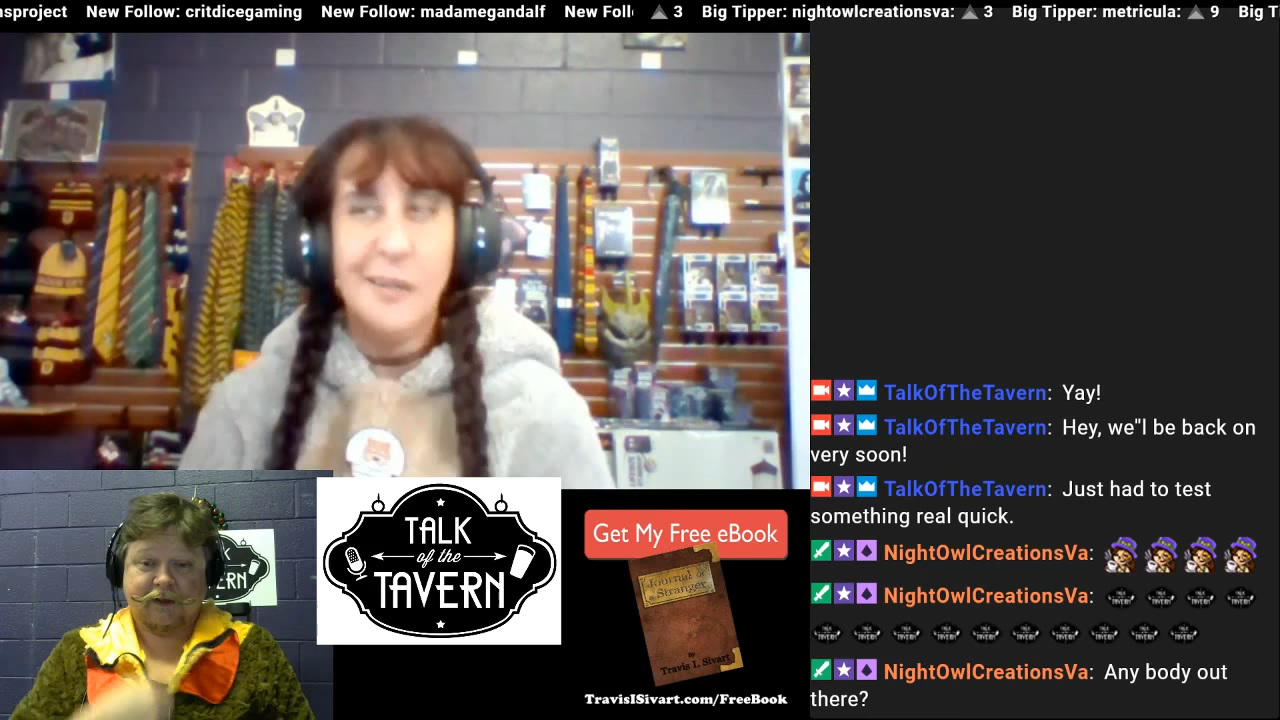 nsproject New Follow: critdicegaming New Follow: madamegandalf New Foll 3 Big Tipper: nightowlcreationsva: 3 Big Tipper: metricula: 9 Big T
TalkOfTheTavern: Yay!
TalkOfTheTavern: Hey, we"l be back on
very soon!
TalkOfTheTavern: Just had to test
something real quick.
NightOwlCreationsVa:
NightOwlCreationsVa:
NightOwlCreationsVa: Any body out
there?
TALK
of the
TAVERN
Get My Free eBook
Journal of a
Stranger
By
Travis I. Sivart
TravisISivart.com/FreeBook